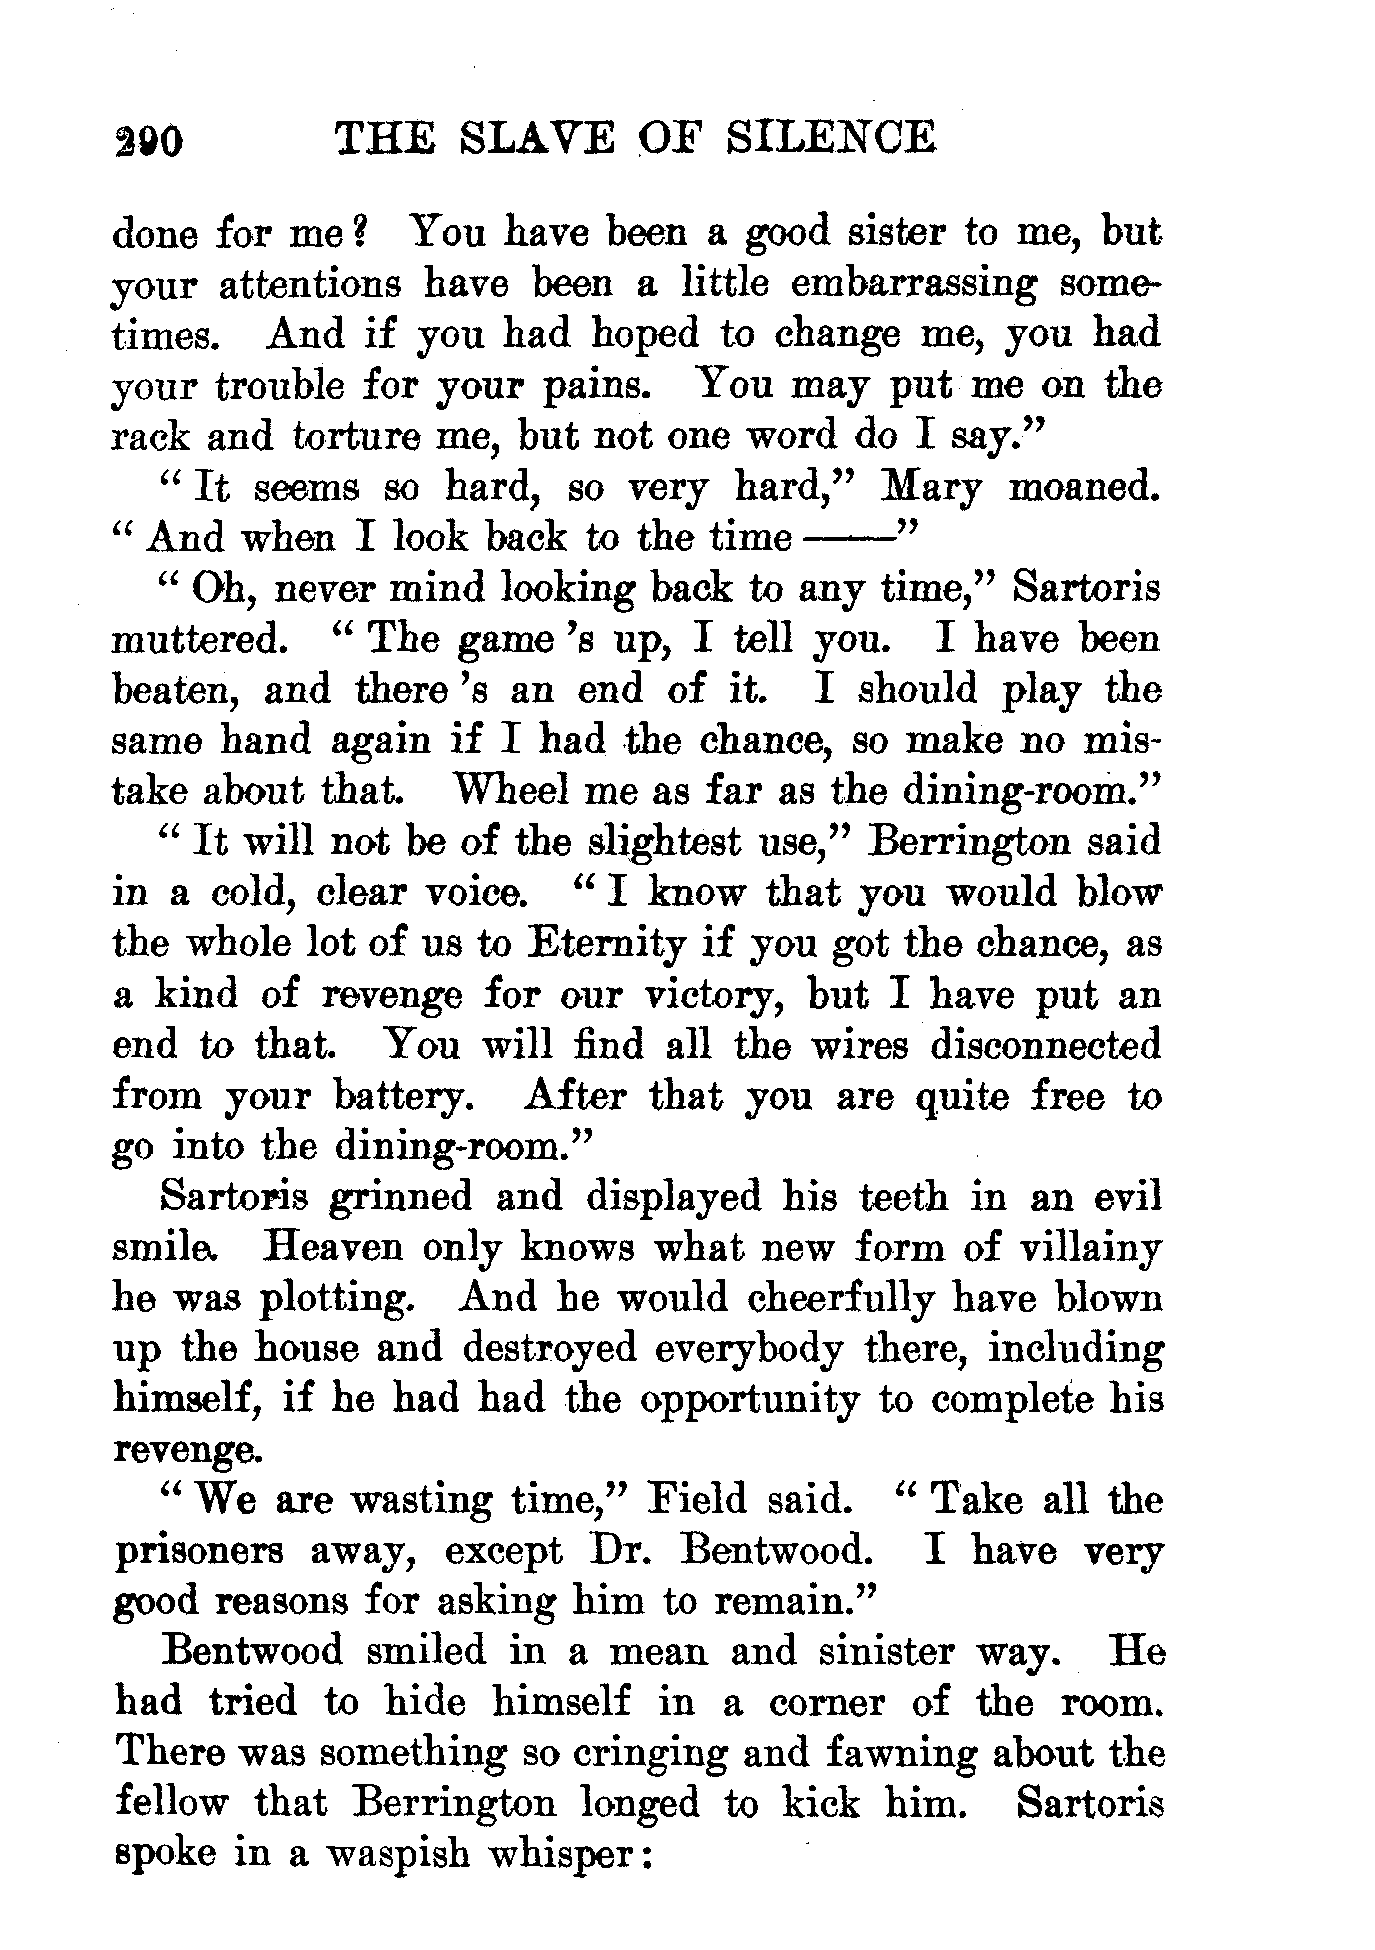 290 THE SLAVE OF SILENCE
done for me? You have been a good sister to me, but
your attentions have been a little embarrassing some-
times. And if you had hoped to change me, you had
your trouble for your pains. You may put me on the
rack and torture me, but not one word do I say.”
“ It seems so hard, so very hard,” Mary moaned.
“ And when I look back to the time ——”
“ Oh, never mind looking back to any time,” Sartoris
muttered. “ The game ’s up, I tell you. I have been
beaten, and there ’s an end of it. I should play the
same hand again if I had the chance, so make no mis-
take about that. Wheel me as far as the dining-room.”
“ It will not be of the slightest use,” Berrington said
in a cold, clear voice. “ I know that you would blow
the whole lot of us to Eternity if you got the chance, as
a kind of revenge for our victory, but I have put an
end to that. You will find all the wires disconnected
from your battery. After that you are quite free to
go into the dining-room.”
Sartoris grinned and displayed his teeth in an evil
smile. Heaven only knows what new form of villainy
he was plotting. And he would cheerfully have blown
up the house and destroyed everybody there, including
himself, if he had had the opportunity to complete his
revenge.
“ We are wasting time,” Field said. “ Take all the
prisoners away, except Dr. Bentwood. I have very
good reasons for asking him to remain.”
Bentwood smiled in a mean and sinister way. He
had tried to hide himself in a corner of the room.
There was something so cringing and fawning about the
fellow that Berrington longed to kick him. Sartoris
spoke in a waspish whisper: